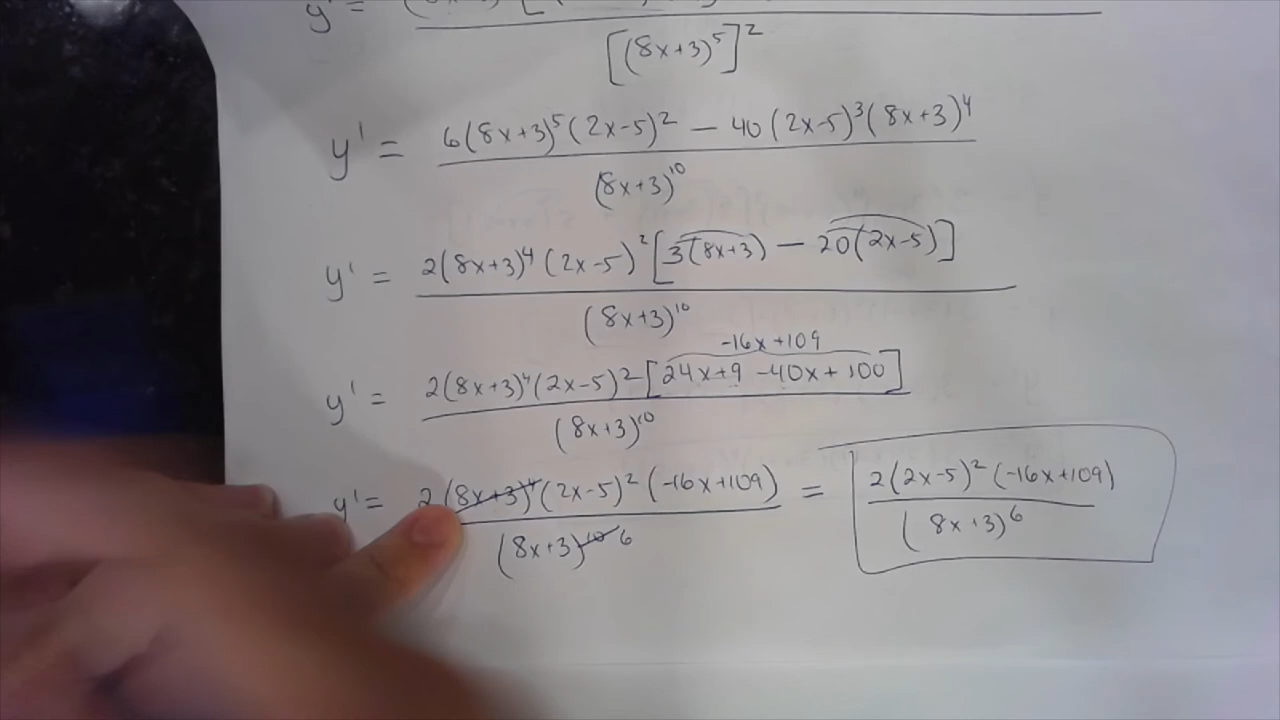 y' =
[(8x+3)^5]^2
y' = 6(8x+3)^5(2x-5)^2 - 40(2x-5)^3(8x+3)^4
(8x+3)^10
y' = 2(8x+3)^4(2x-5)^2[3(8x+3) - 20(2x-5)]
(8x+3)^10
-16x+109
y' = 2(8x+3)^4(2x-5)^2[24x+9 -40x+100]
(8x+3)^10
y' = 2(8x+3)^4(2x-5)^2(-16x+109) = 2(2x-5)^2(-16x+109)
(8x+3)^10 6 (8x+3)^6